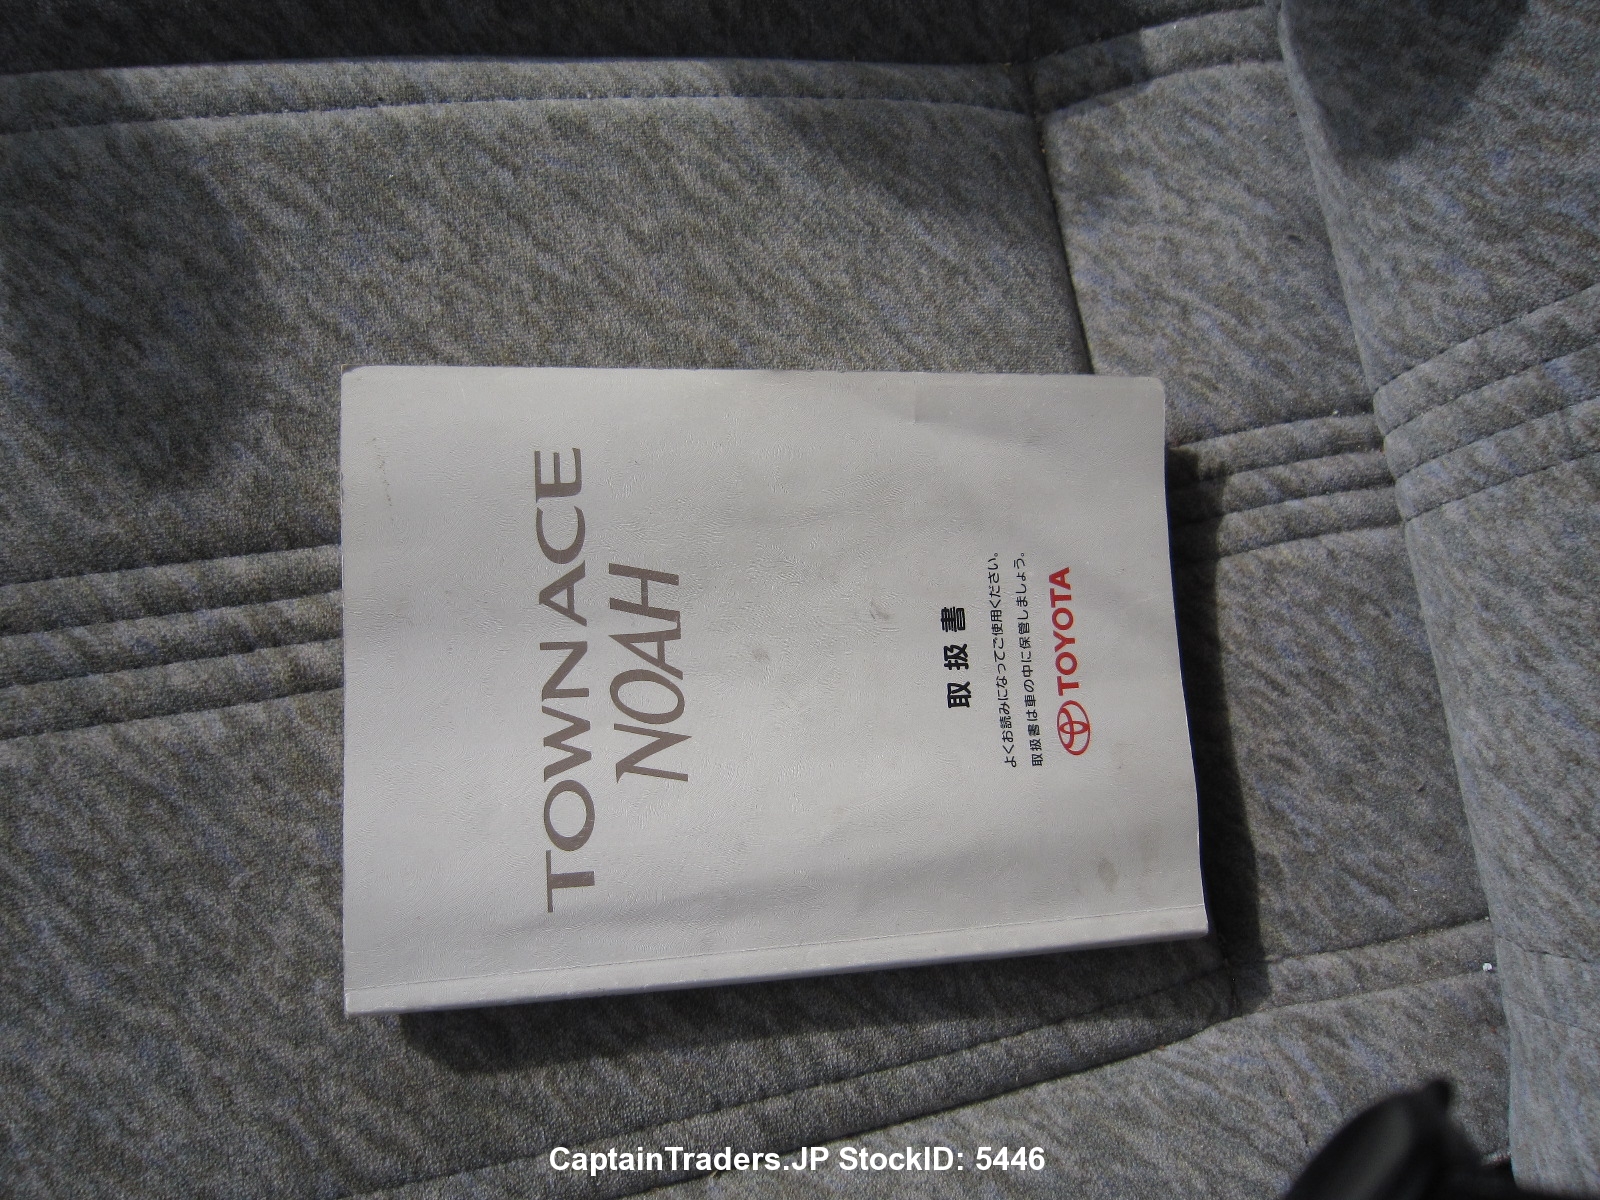 TOWN ACE
NOAH
取扱書
よくお読みになってご使用ください。
取扱書は車の中に保管しましょう。
TOYOTA
CaptainTraders.JP StockID: 5446